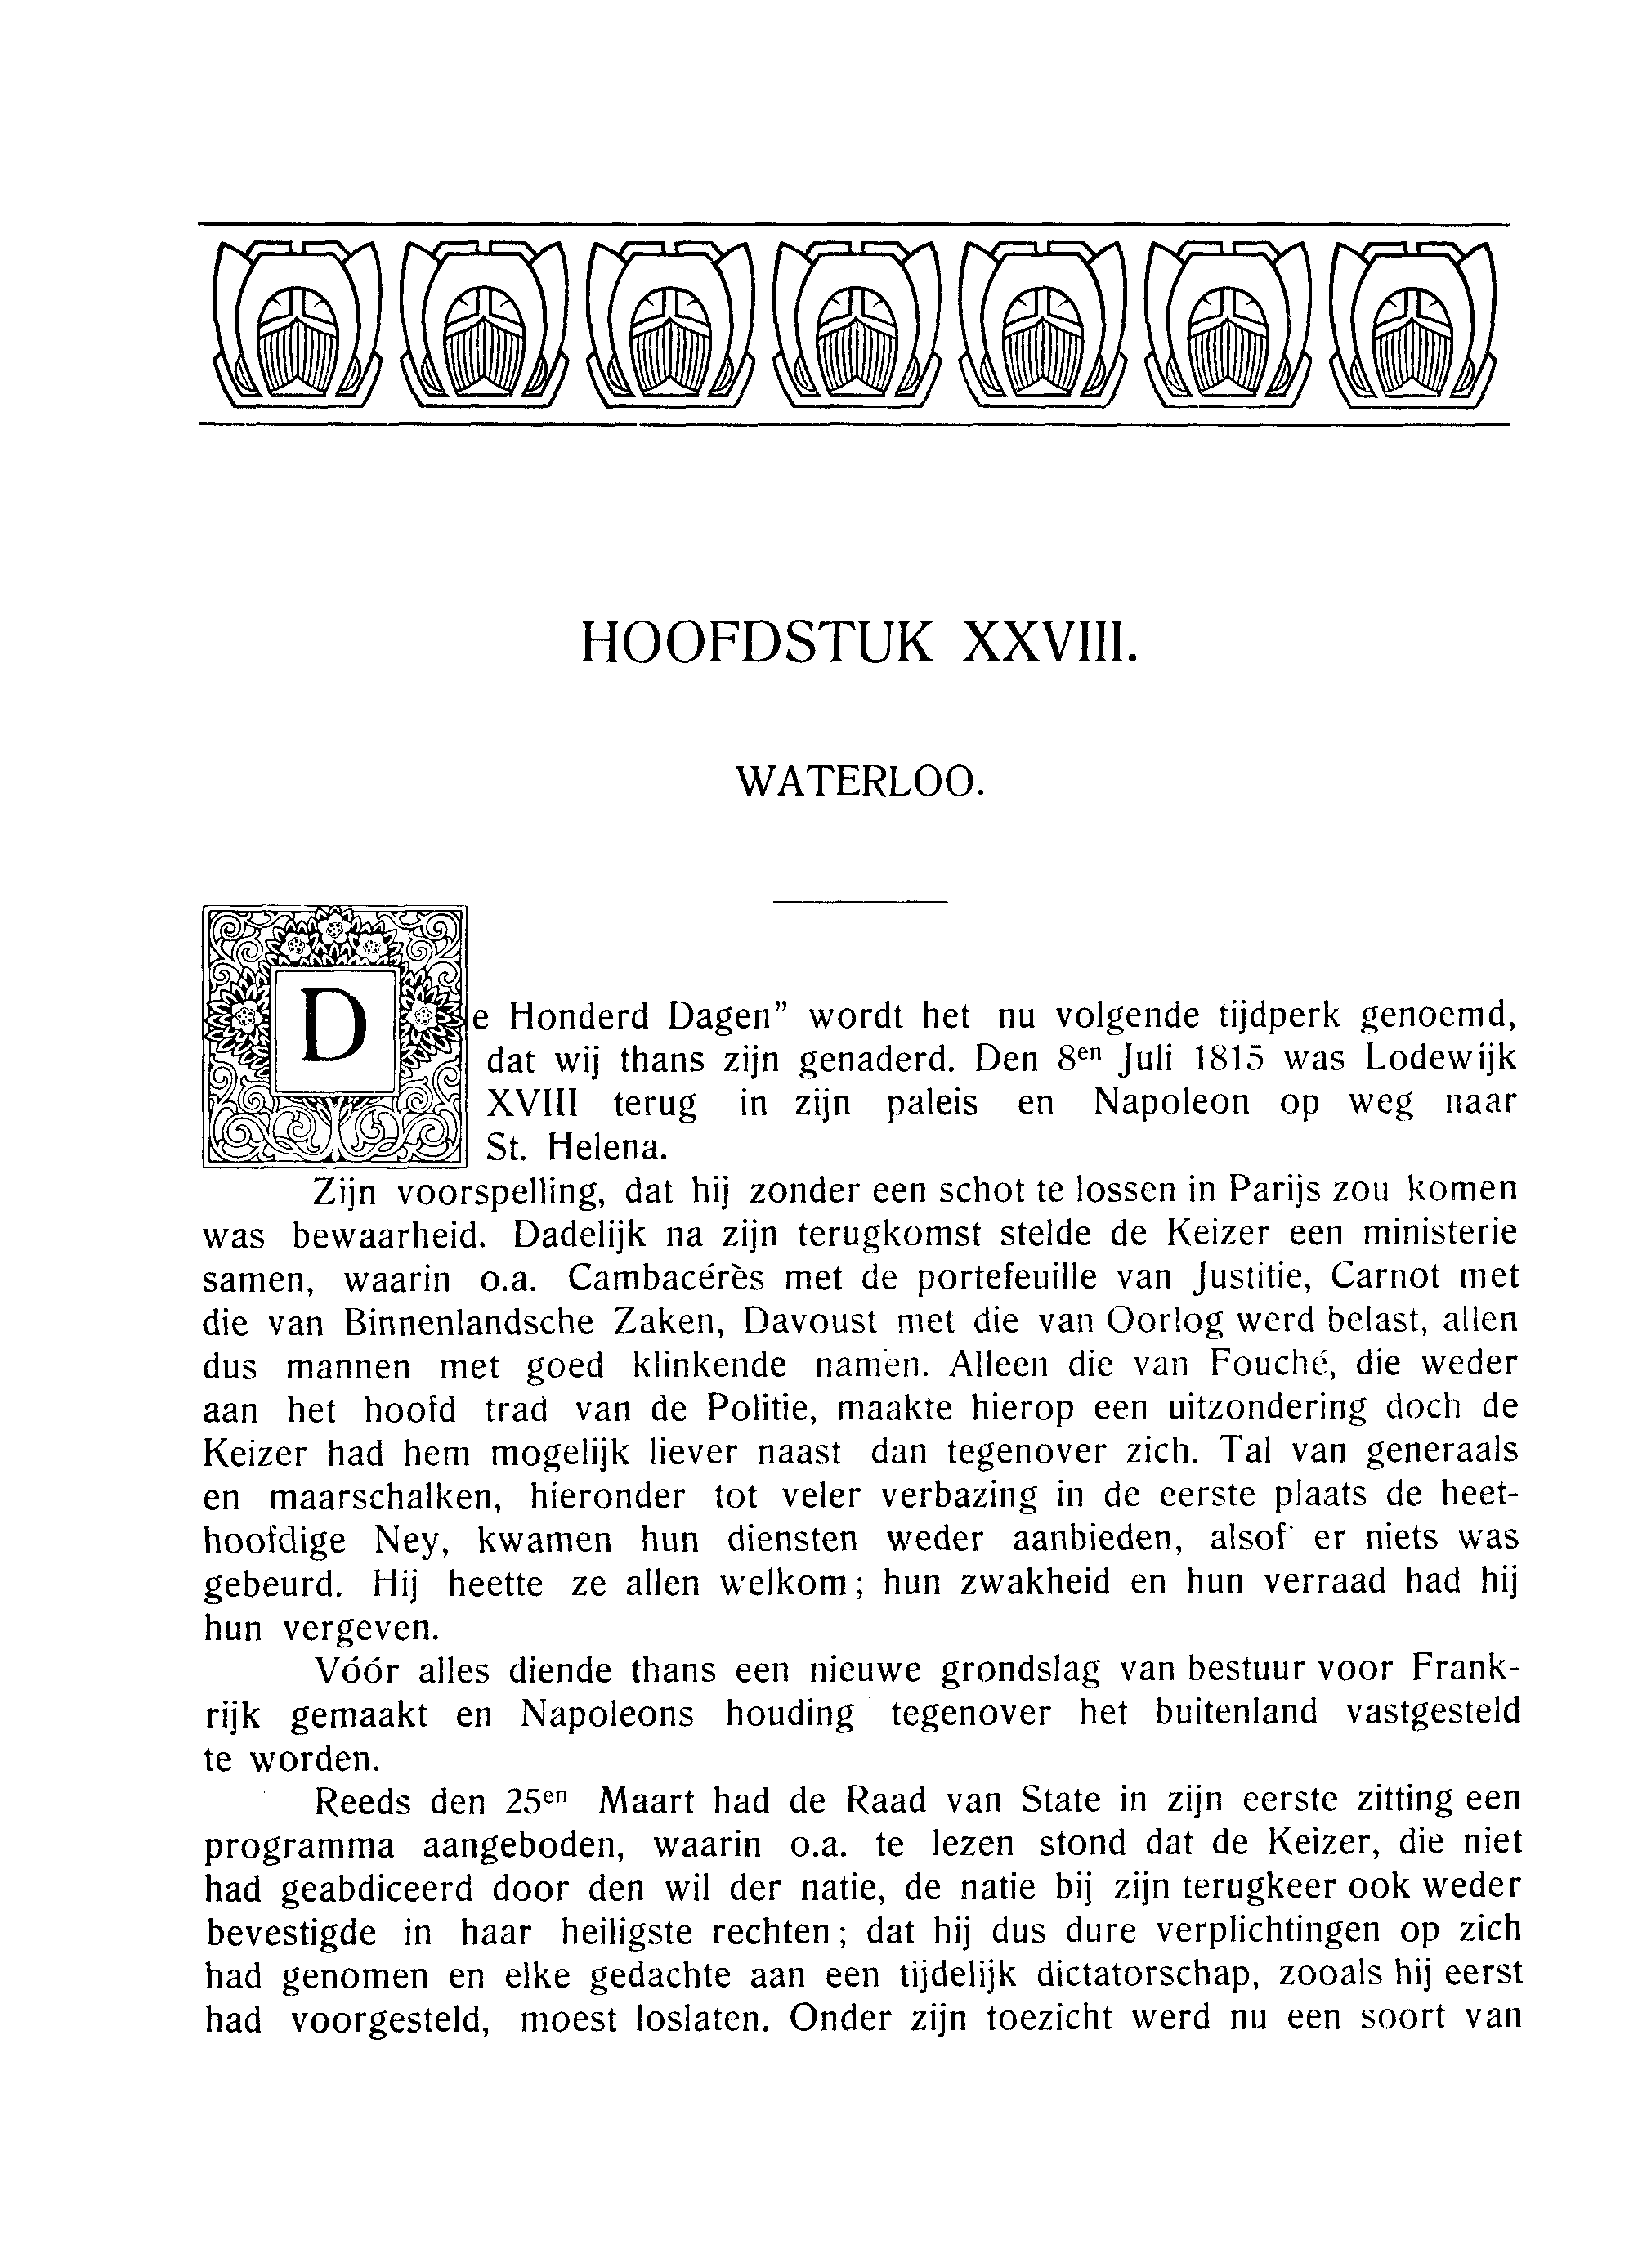 HOOFDSTUK XXVIII.
WATERLOO.
De Honderd Dagen” wordt het nu volgende tijdperk genoemd,
dat wij thans zijn genaderd. Den 8en Juli 1815 was Lodewijk
XVIII terug in zijn paleis en Napoleon op weg naar
St. Helena.
Zijn voorspelling, dat hij zonder een schot te lossen in Parijs zou komen
was bewaarheid. Dadelijk na zijn terugkomst stelde de Keizer een ministerie
samen, waarin o.a. Cambacérès met de portefeuille van Justitie, Carnot met
die van Binnenlandsche Zaken, Davoust met die van Oorlog werd belast, allen
dus mannen met goed klinkende namen. Alleen die van Fouché, die weder
aan het hoofd trad van de Politie, maakte hierop een uitzondering doch de
Keizer had hem mogelijk liever naast dan tegenover zich. Tal van generaals
en maarschalken, hieronder tot veler verbazing in de eerste plaats de heet-
hoofdige Ney, kwamen hun diensten weder aanbieden, alsof er niets was
gebeurd. Hij heette ze allen welkom; hun zwakheid en hun verraad had hij
hun vergeven.
Vóór alles diende thans een nieuwe grondslag van bestuur voor Frank-
rijk gemaakt en Napoleons houding tegenover het buitenland vastgesteld
te worden.
Reeds den 25en Maart had de Raad van State in zijn eerste zitting een
programma aangeboden, waarin o.a. te lezen stond dat de Keizer, die niet
had geabdiceerd door den wil der natie, de natie bij zijn terugkeer ook weder
bevestigde in haar heiligste rechten; dat hij dus dure verplichtingen op zich
had genomen en elke gedachte aan een tijdelijk dictatorschap, zooals hij eerst
had voorgesteld, moest loslaten. Onder zijn toezicht werd nu een soort van